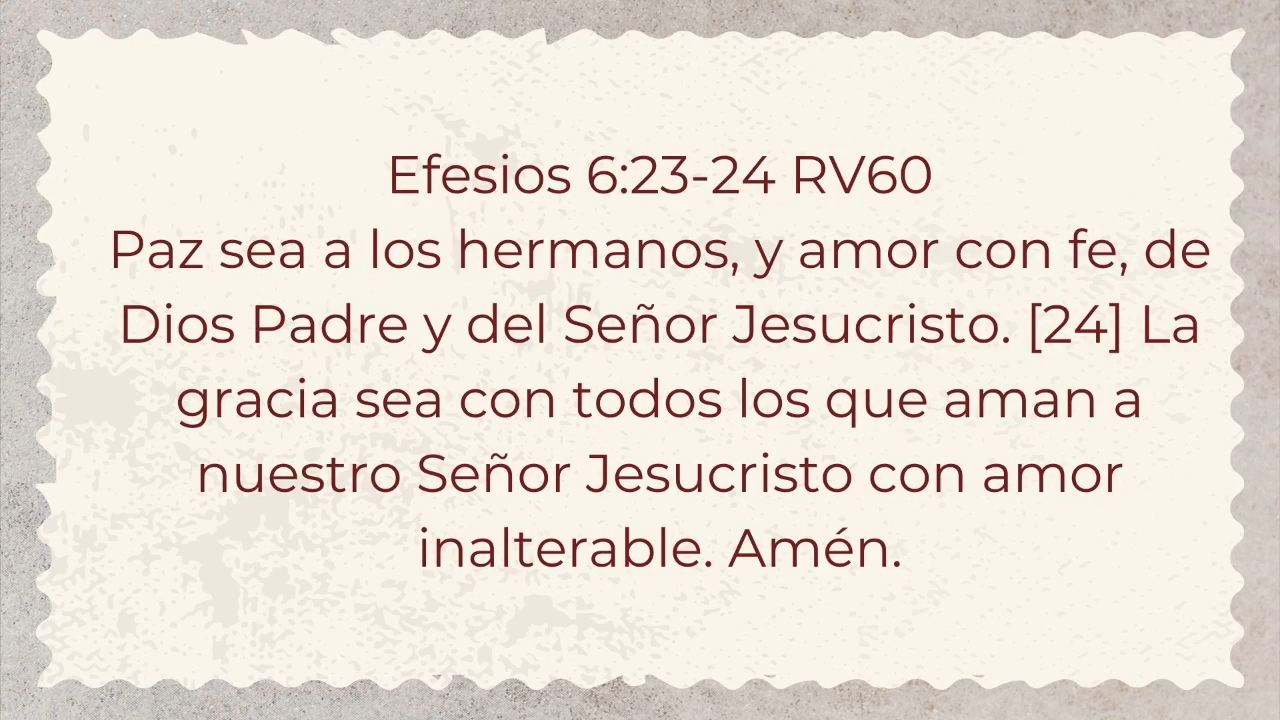 Efesios 6:23-24 RV60
Paz sea a los hermanos, y amor con fe, de
Dios Padre y del Señor Jesucristo. [24] La
gracia sea con todos los que aman a
nuestro Señor Jesucristo con amor
inalterable. Amén.